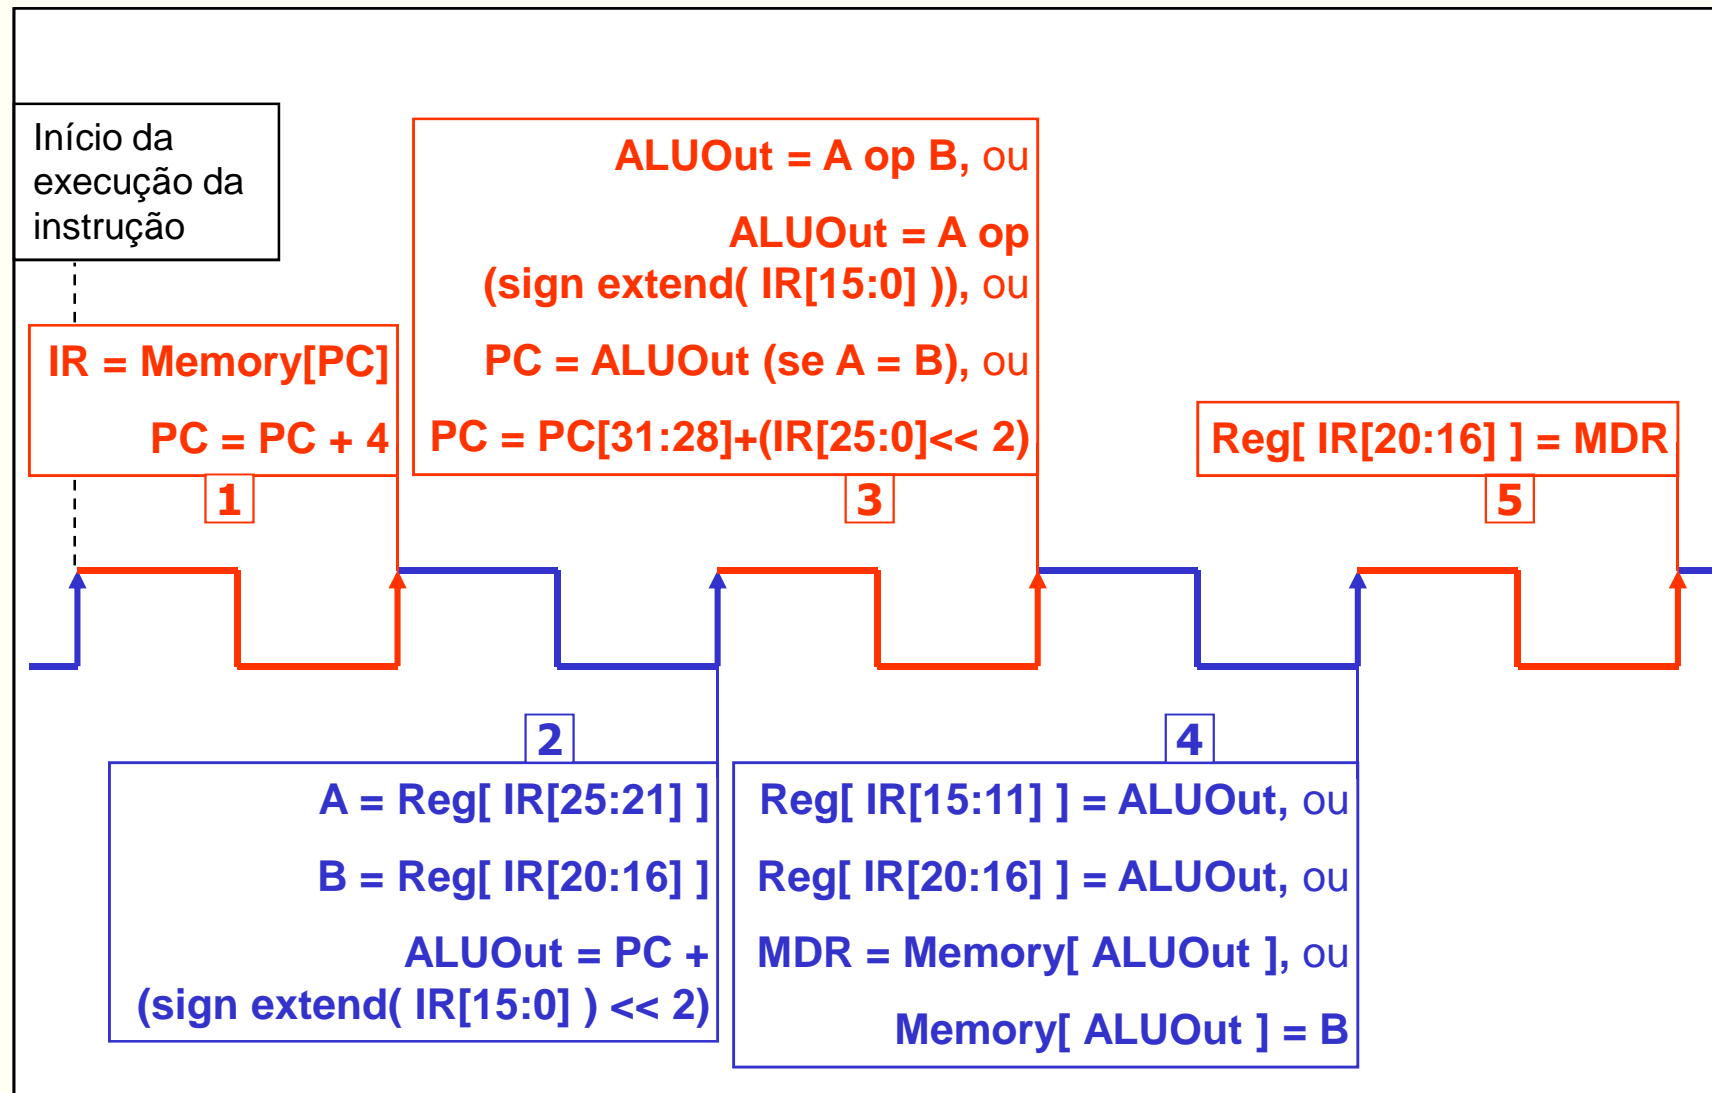 Início da
execução da
instrução
IR = Memory[PC]
PC = PC + 4
1
ALUOut = A op B, ou
ALUOut = A op
(sign extend( IR[15:0] )), ou
PC = ALUOut (se A = B), ou
PC = PC[31:28]+(IR[25:0]<< 2)
3
Reg[ IR[20:16] ] = MDR
5
2
A = Reg[ IR[25:21] ]
B = Reg[ IR[20:16] ]
ALUOut = PC +
(sign extend( IR[15:0] ) << 2)
4
Reg[ IR[15:11] ] = ALUOut, ou
Reg[ IR[20:16] ] = ALUOut, ou
MDR = Memory[ ALUOut ], ou
Memory[ ALUOut ] = B